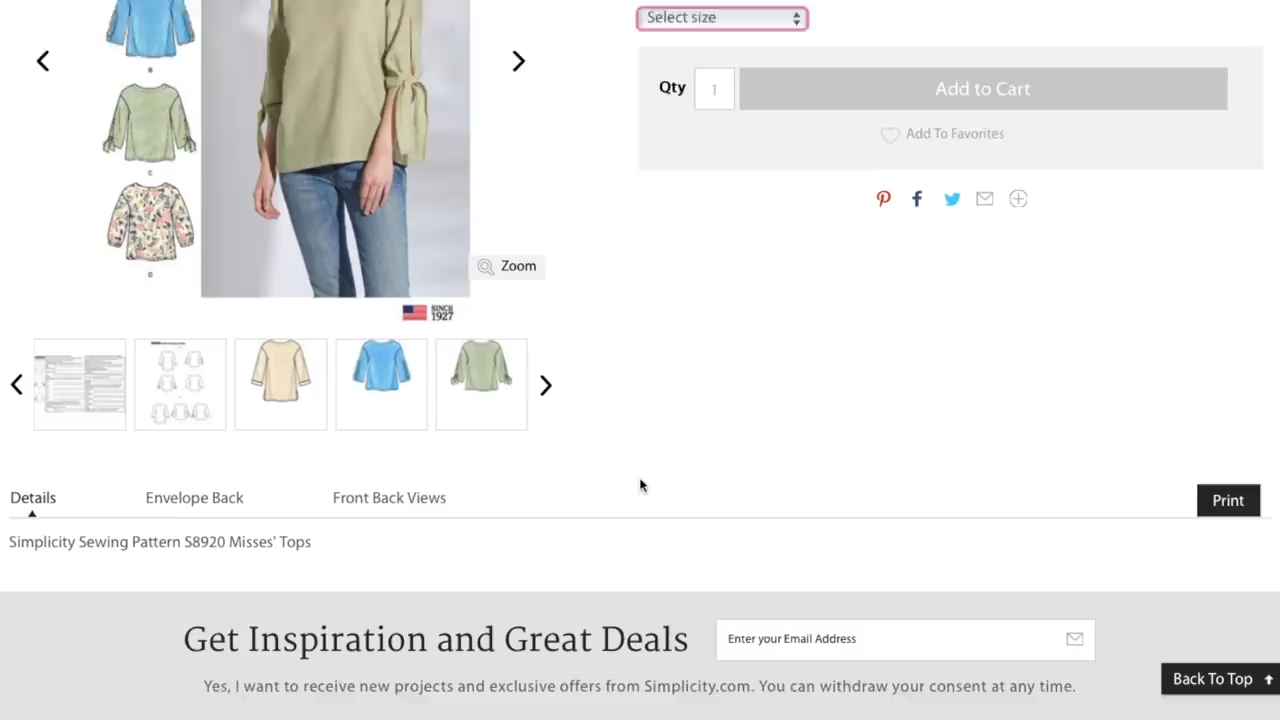 Select size
Qty
1
Add to Cart
Add To Favorites
B
C
D
Zoom
SINCE
1927
Details
Envelope Back
Front Back Views
Print
Simplicity Sewing Pattern S8920 Misses' Tops
Get Inspiration and Great Deals
Enter your Email Address
Yes, I want to receive new projects and exclusive offers from Simplicity.com. You can withdraw your consent at any time.
Back To Top